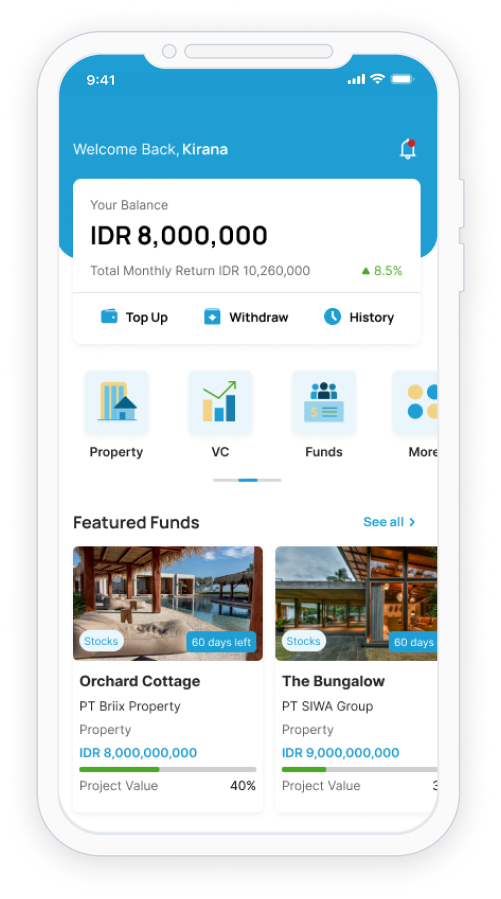 9:41
Welcome Back, Kirana
Your Balance
IDR 8,000,000
Total Monthly Return IDR 10,260,000 ▲ 8.5%
Top Up Withdraw History
Property VC Funds More
Featured Funds See all >
Stocks 60 days left Stocks 60 days
Orchard Cottage The Bungalow
PT Briix Property PT SIWA Group
Property Property
IDR 8,000,000,000 IDR 9,000,000,000
Project Value 40% Project Value